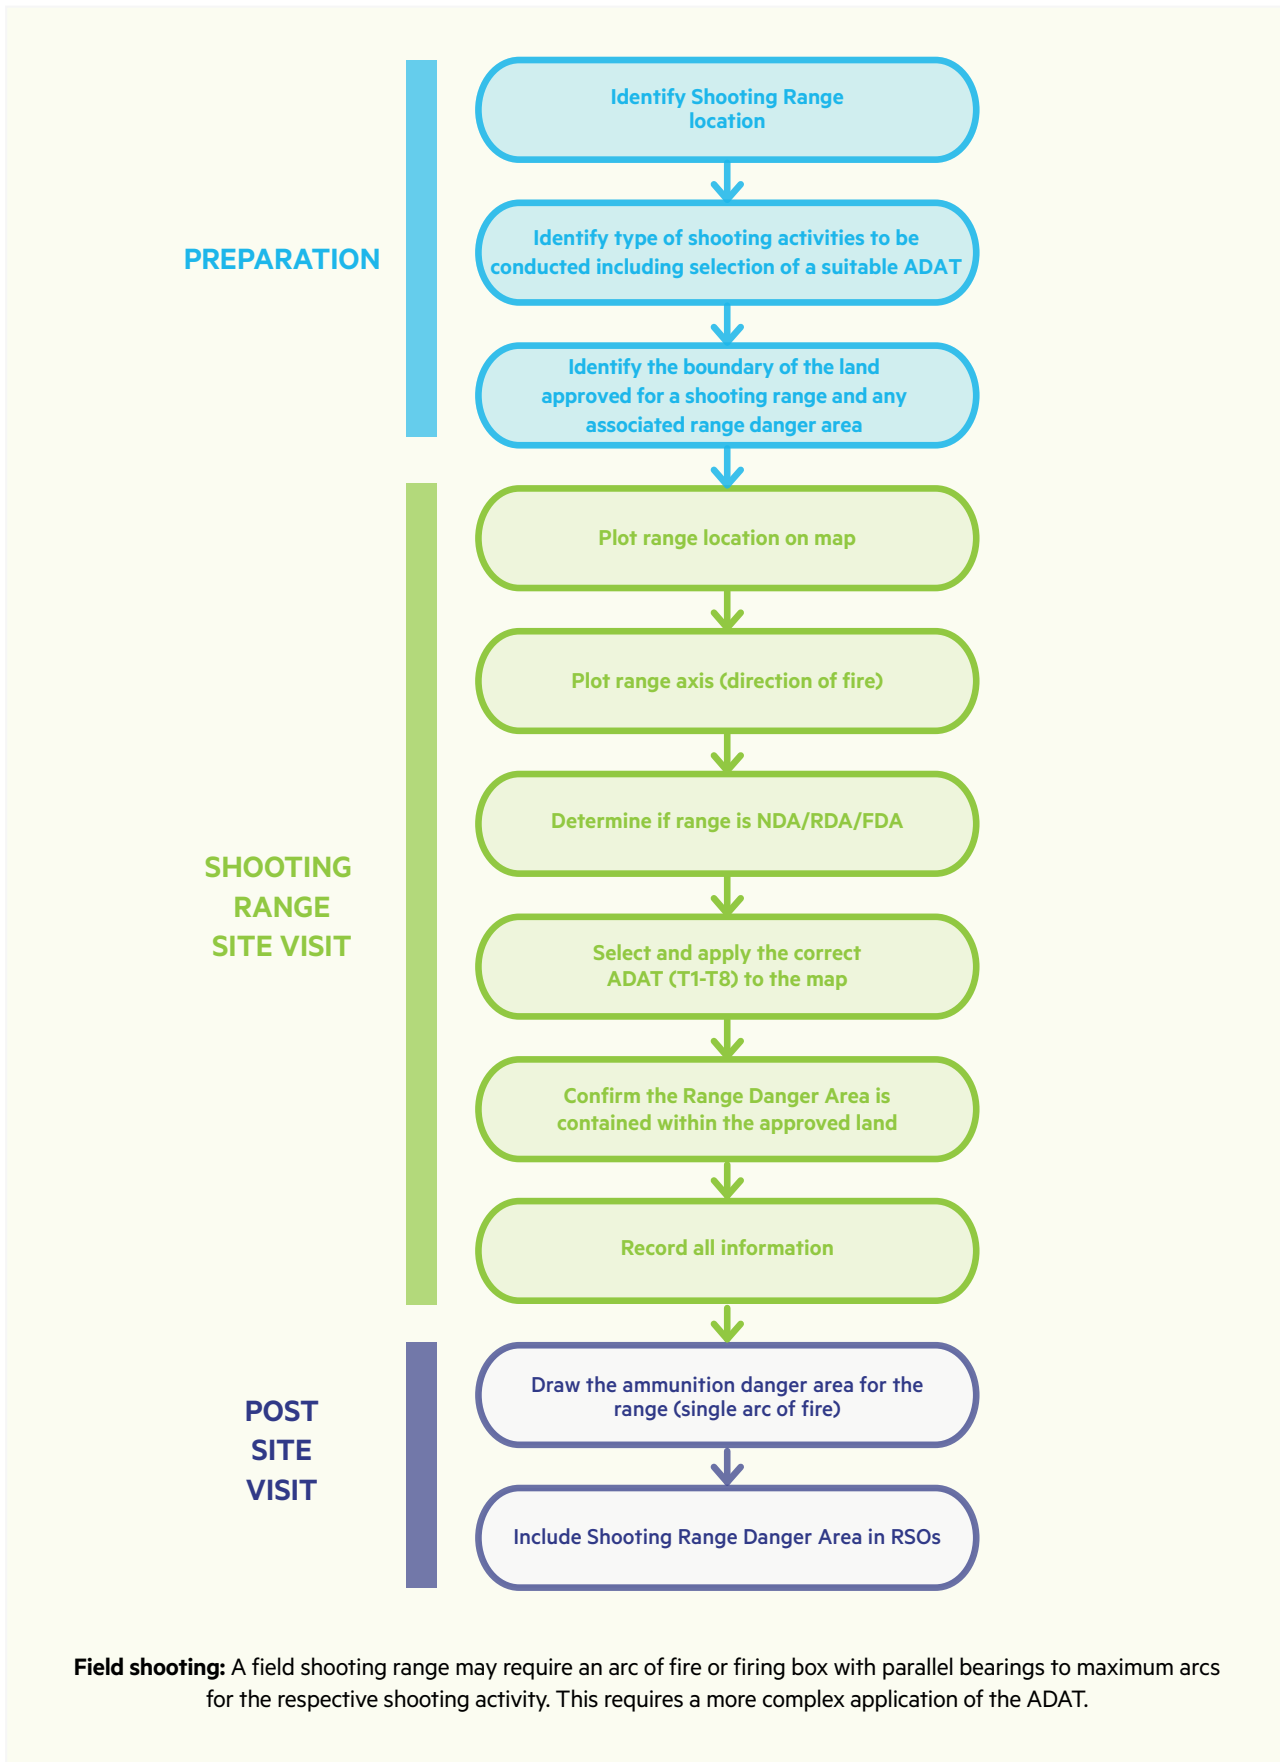 PREPARATION
Identify Shooting Range
location
Identify type of shooting activities to be
conducted including selection of a suitable ADAT
Identify the boundary of the land
approved for a shooting range and any
associated range danger area
SHOOTING
RANGE
SITE VISIT
Plot range location on map
Plot range axis (direction of fire)
Determine if range is NDA/RDA/FDA
Select and apply the correct
ADAT (T1-T8) to the map
Confirm the Range Danger Area is
contained within the approved land
Record all information
POST
SITE
VISIT
Draw the ammunition danger area for the
range (single arc of fire)
Include Shooting Range Danger Area in RSOs
Field shooting: A field shooting range may require an arc of fire or firing box with parallel bearings to maximum arcs
for the respective shooting activity. This requires a more complex application of the ADAT.